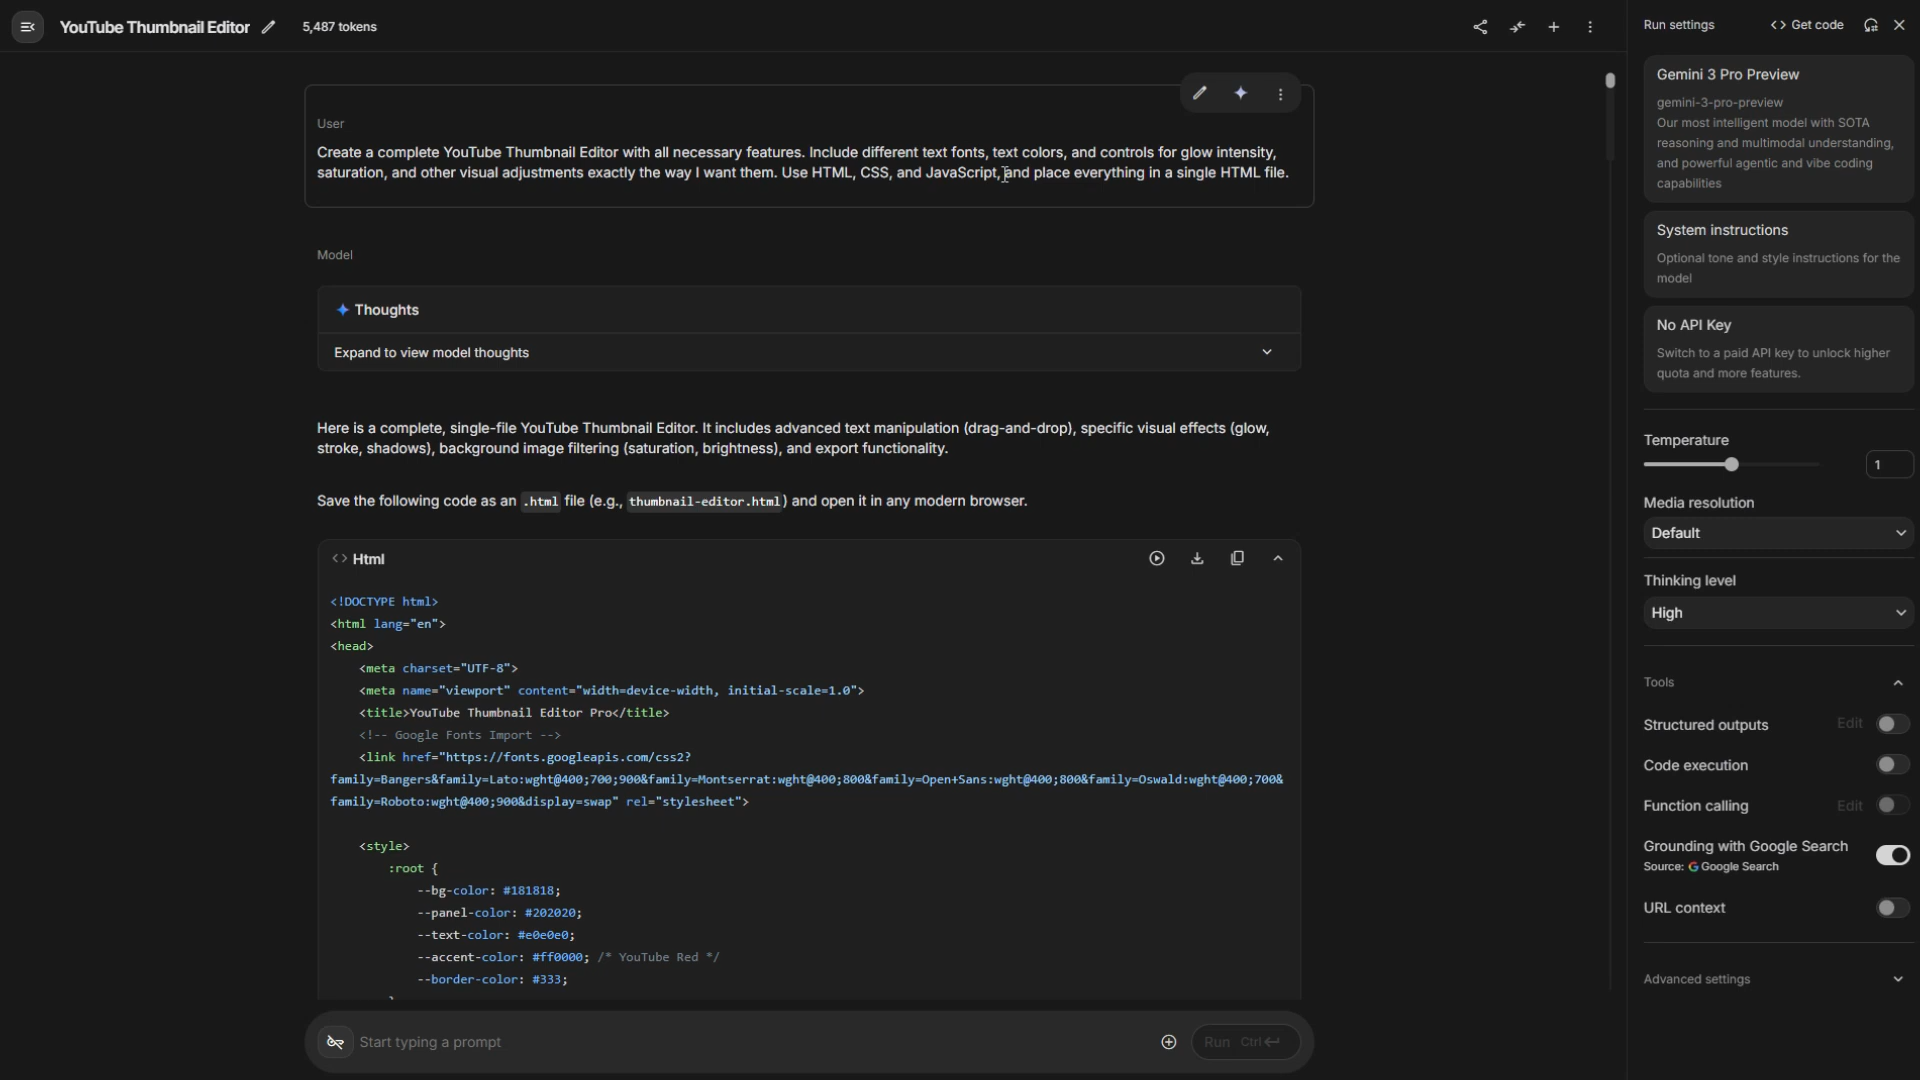 YouTube Thumbnail Editor
5,487 tokens
User
Create a complete YouTube Thumbnail Editor with all necessary features. Include different text fonts, text colors, and controls for glow intensity,
saturation, and other visual adjustments exactly the way I want them. Use HTML, CSS, and JavaScript, and place everything in a single HTML file.
Model
Thoughts
Expand to view model thoughts
Here is a complete, single-file YouTube Thumbnail Editor. It includes advanced text manipulation (drag-and-drop), specific visual effects (glow,
stroke, shadows), background image filtering (saturation, brightness), and export functionality.
Save the following code as an .html file (e.g., thumbnail-editor.html) and open it in any modern browser.
<> Html
<!DOCTYPE html>
<html lang="en">
<head>
<meta charset="UTF-8">
<meta name="viewport" content="width=device-width, initial-scale=1.0">
<title>YouTube Thumbnail Editor Pro</title>
<!-- Google Fonts Import -->
<link href="https://fonts.googleapis.com/css2?
family=Bangers&family=Lato:wght@400;700;900&family=Montserrat:wght@400;800&family=Open+Sans:wght@400;800&family=Oswald:wght@400;700&
family=Roboto:wght@400;900&display=swap" rel="stylesheet">
<style>
:root {
--bg-color: #181818;
--panel-color: #202020;
--text-color: #e0e0e0;
--accent-color: #ff0000; /* YouTube Red */
--border-color: #333;
Start typing a prompt
Run Ctrl
Run settings
<> Get code
Gemini 3 Pro Preview
gemini-3-pro-preview
Our most intelligent model with SOTA
reasoning and multimodal understanding,
and powerful agentic and vibe coding
capabilities
System instructions
Optional tone and style instructions for the
model
No API Key
Switch to a paid API key to unlock higher
quota and more features.
Temperature
1
Media resolution
Default
Thinking level
High
Tools
Structured outputs Edit
Code execution
Function calling Edit
Grounding with Google Search
Source: Google Search
URL context
Advanced settings